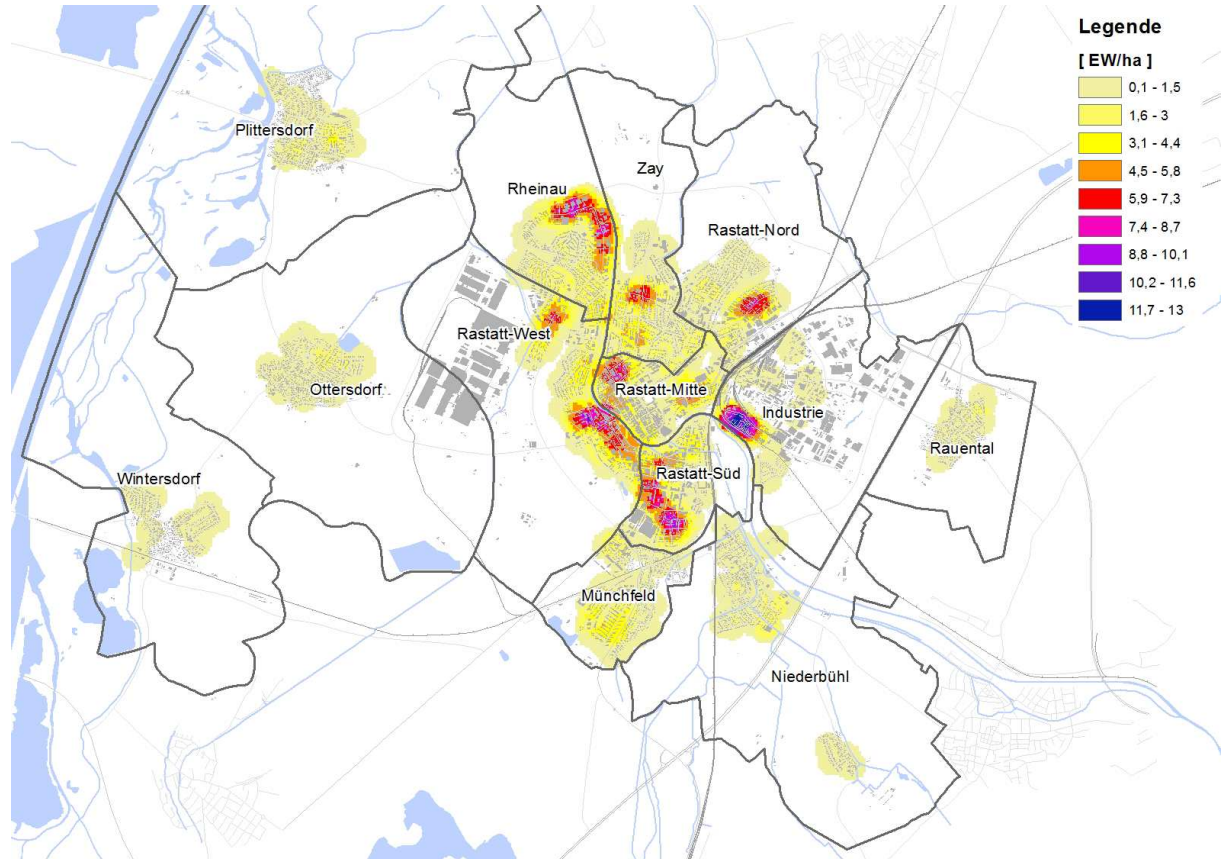 Legende
[ EW/ha ]
0,1 - 1.5
1,6 - 3
3,1 - 4,4
4,5 - 5,8
5,9 - 7,3
7,4 - 8,7
8,8 - 10,1
10,2 - 11,6
11,7 - 13
Plittersdorf
Zay
Rheinau
Rastatt-Nord
Rastatt-West
Ottersdorf
Rastatt-Mitte
Industrie
Rauental
Rastatt-Süd
Wintersdorf
Münchfeld
Niederbühl